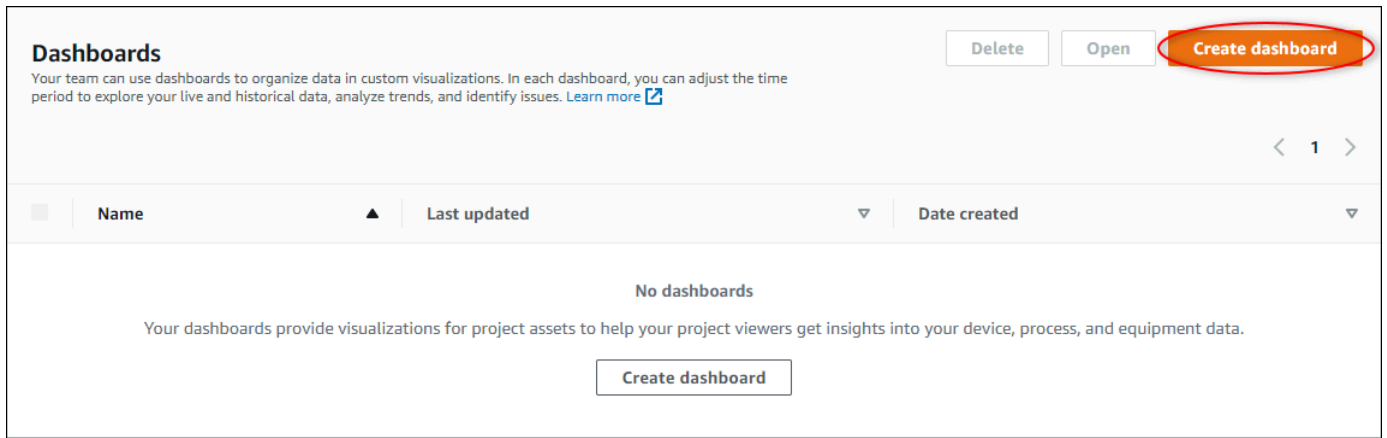 Dashboards
Delete
Open
Create dashboard
Your team can use dashboards to organize data in custom visualizations. In each dashboard, you can adjust the time
period to explore your live and historical data, analyze trends, and identify issues. Learn more
1
Name
Last updated
Date created
No dashboards
Your dashboards provide visualizations for project assets to help your project viewers get insights into your device, process, and equipment data.
Create dashboard